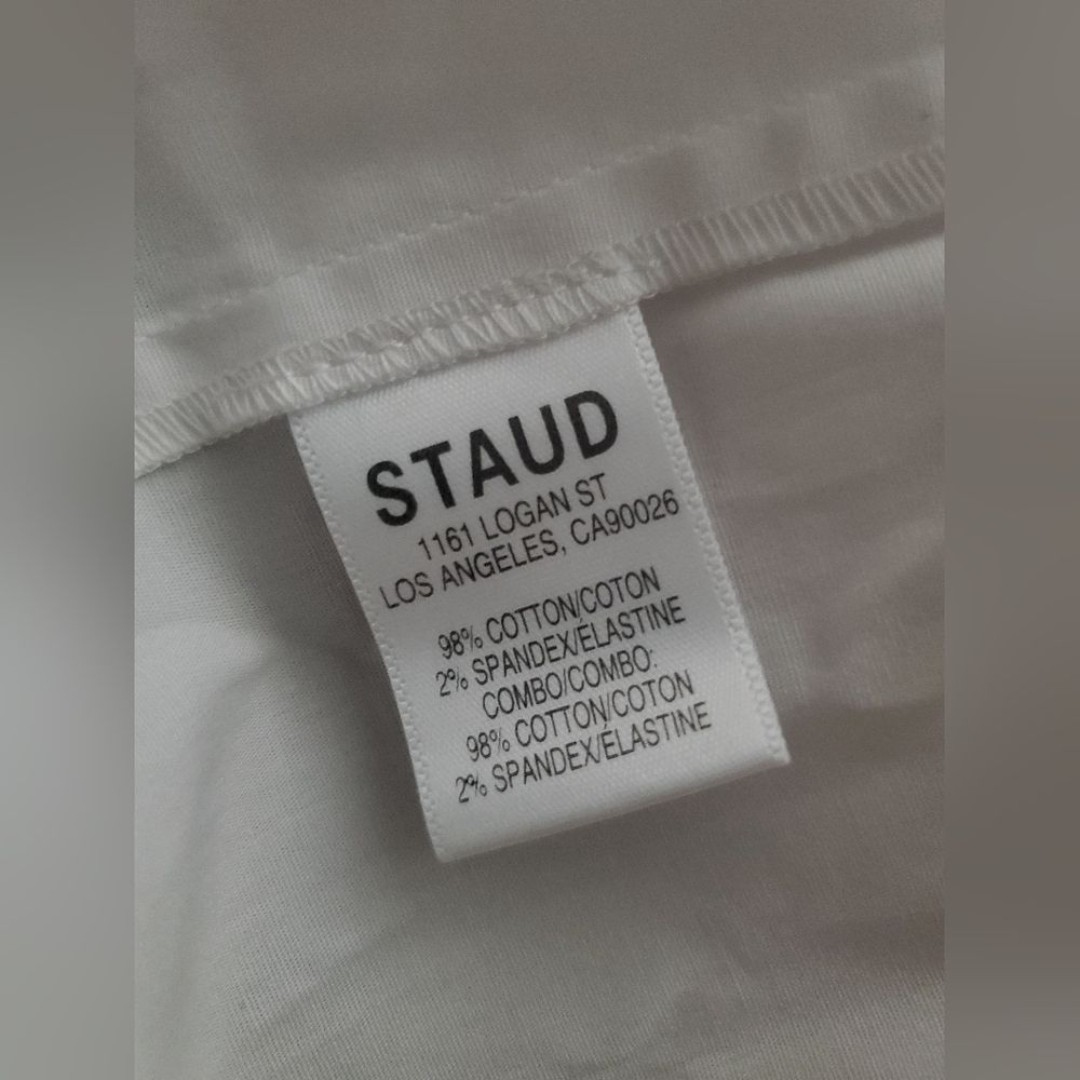 STAUD
1161 LOGAN ST
LOS ANGELES, CA90026
98% COTTON/COTON
2% SPANDEX/ÉLASTINE
COMBO/COMBO:
98% COTTON/COTON
2% SPANDEX/ÉLASTINE